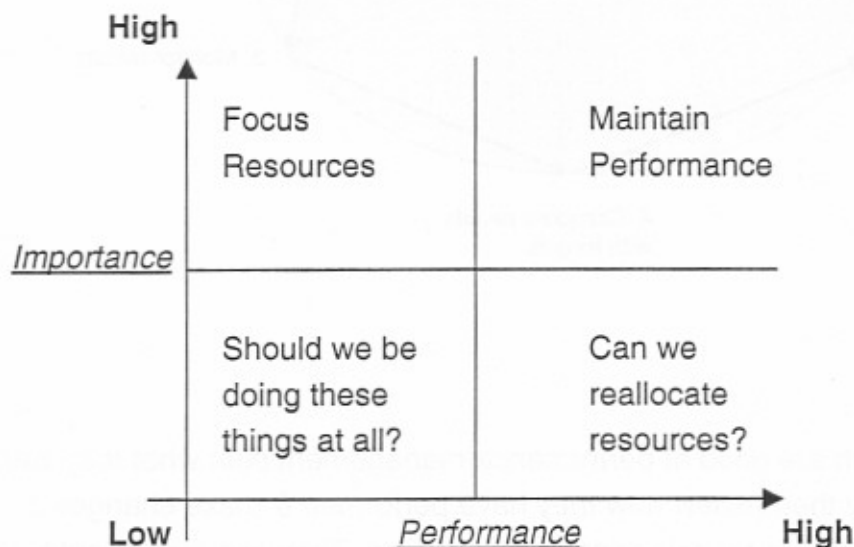 High
Focus
Resources
Maintain
Performance
Importance
Should we be
doing these
things at all?
Can we
reallocate
resources?
Low
Performance
High